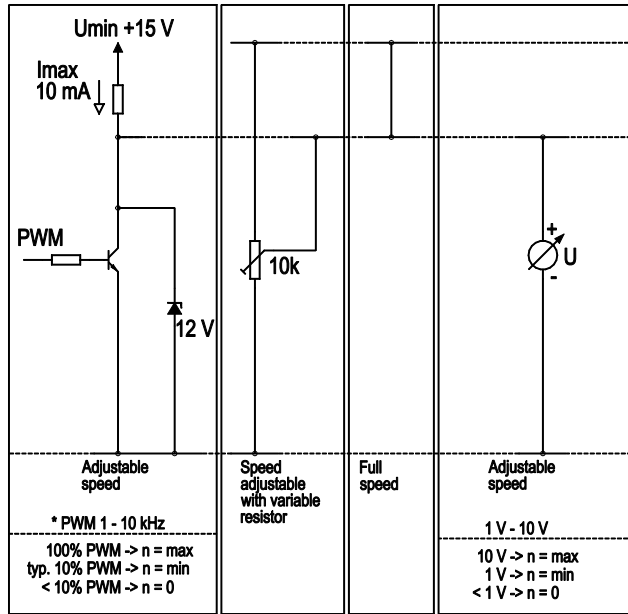 Umin +15 V
Imax
10 mA
PWM
12 V
Adjustable
speed
* PWM 1 - 10 kHz
100% PWM -> n = max
typ. 10% PWM -> n = min
< 10% PWM -> n = 0
10k
Speed
adjustable
with variable
resistor
Full
speed
+
U
-
Adjustable
speed
1 V - 10 V
10 V -> n = max
1 V -> n = min
< 1 V -> n = 0